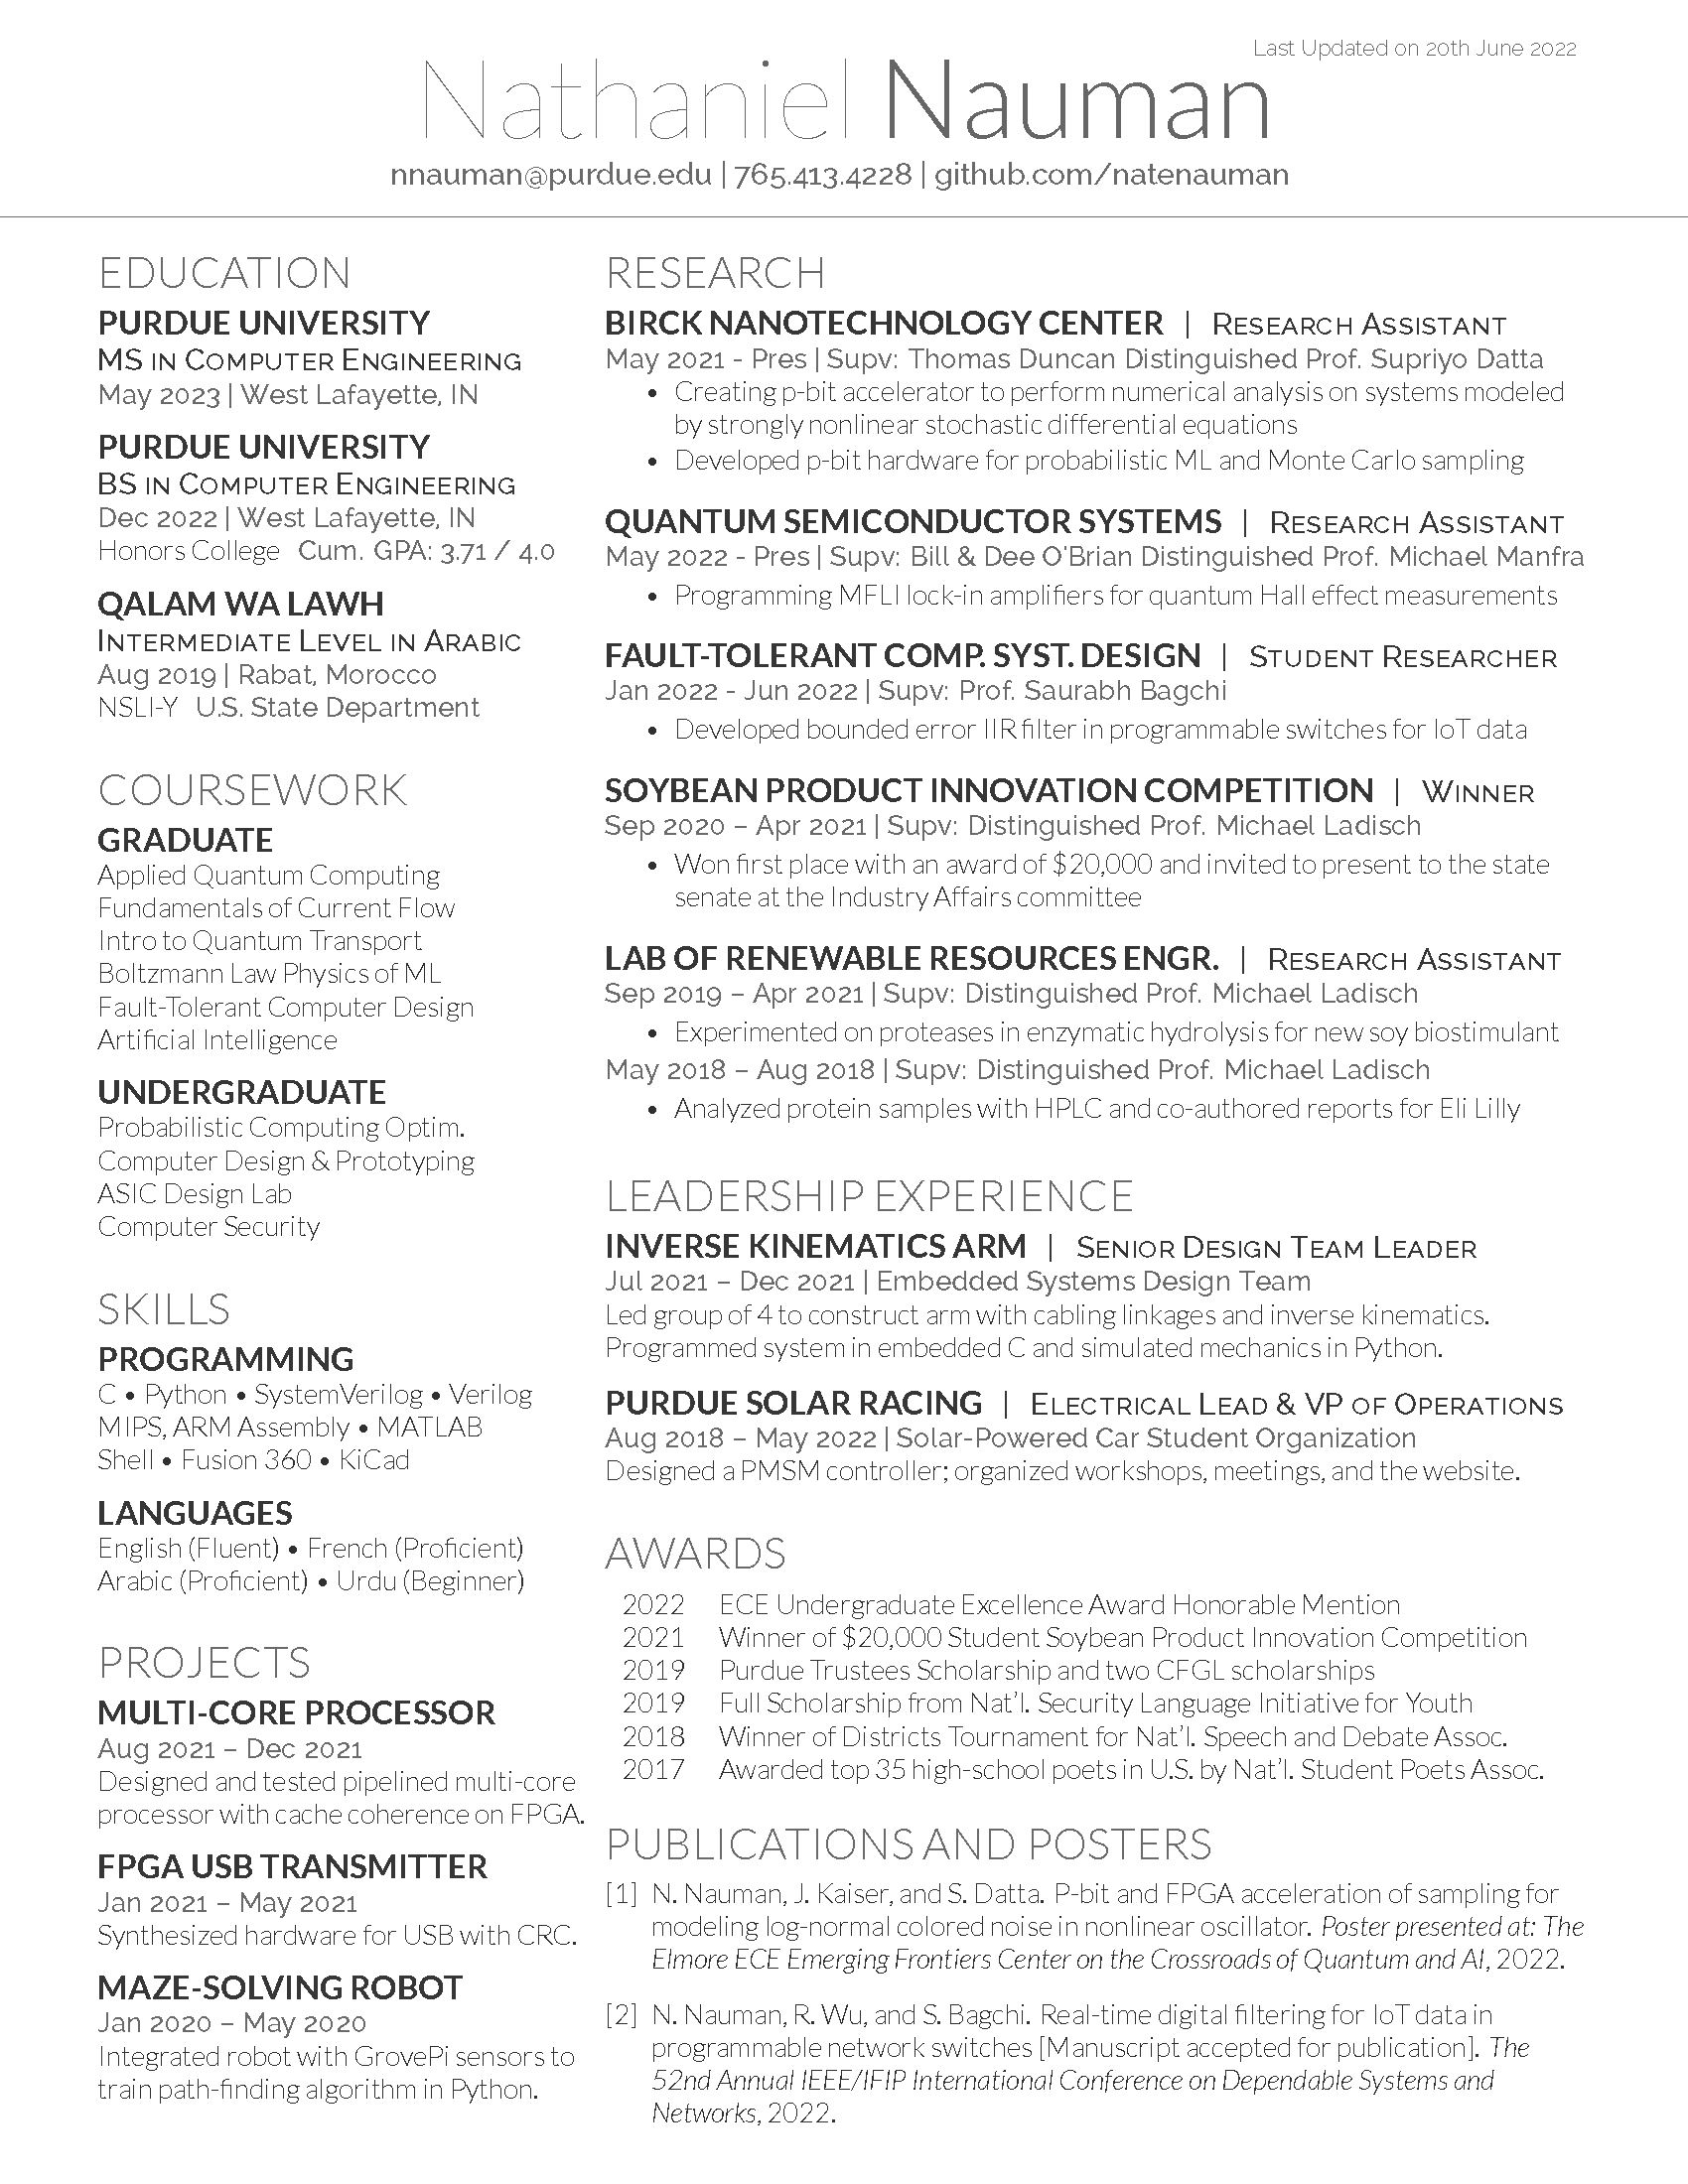 Last Updated on 20th June 2022
Nathaniel Nauman
nnauman@purdue.edu | 765.413.4228 | github.com/natenauman
EDUCATION
PURDUE UNIVERSITY
MS IN COMPUTER ENGINEERING
May 2023 | West Lafayette, IN
PURDUE UNIVERSITY
BS IN COMPUTER ENGINEERING
Dec 2022 | West Lafayette, IN
Honors College Cum. GPA: 3.71 / 4.0
QALAM WA LAWH
INTERMEDIATE LEVEL IN ARABIC
Aug 2019 | Rabat, Morocco
NSLI-Y U.S. State Department
COURSEWORK
GRADUATE
Applied Quantum Computing
Fundamentals of Current Flow
Intro to Quantum Transport
Boltzmann Law Physics of ML
Fault-Tolerant Computer Design
Artificial Intelligence
UNDERGRADUATE
Probabilistic Computing Optim.
Computer Design & Prototyping
ASIC Design Lab
Computer Security
SKILLS
PROGRAMMING
C • Python • SystemVerilog • Verilog
MIPS, ARM Assembly • MATLAB
Shell • Fusion 360 • KiCad
LANGUAGES
English (Fluent) • French (Proficient)
Arabic (Proficient) • Urdu (Beginner)
PROJECTS
MULTI-CORE PROCESSOR
Aug 2021 – Dec 2021
Designed and tested pipelined multi-core
processor with cache coherence on FPGA.
FPGA USB TRANSMITTER
Jan 2021 – May 2021
Synthesized hardware for USB with CRC.
MAZE-SOLVING ROBOT
Jan 2020 – May 2020
Integrated robot with GrovePi sensors to
train path-finding algorithm in Python.
RESEARCH
BIRCK NANOTECHNOLOGY CENTER | RESEARCH ASSISTANT
May 2021 - Pres | Supv: Thomas Duncan Distinguished Prof. Supriyo Datta
• Creating p-bit accelerator to perform numerical analysis on systems modeled
by strongly nonlinear stochastic differential equations
• Developed p-bit hardware for probabilistic ML and Monte Carlo sampling
QUANTUM SEMICONDUCTOR SYSTEMS | RESEARCH ASSISTANT
May 2022 - Pres | Supv: Bill & Dee O'Brian Distinguished Prof. Michael Manfra
• Programming MFLI lock-in amplifiers for quantum Hall effect measurements
FAULT-TOLERANT COMP. SYST. DESIGN | STUDENT RESEARCHER
Jan 2022 - Jun 2022 | Supv: Prof. Saurabh Bagchi
• Developed bounded error IIR filter in programmable switches for IoT data
SOYBEAN PRODUCT INNOVATION COMPETITION | WINNER
Sep 2020 – Apr 2021 | Supv: Distinguished Prof. Michael Ladisch
• Won first place with an award of $20,000 and invited to present to the state
senate at the Industry Affairs committee
LAB OF RENEWABLE RESOURCES ENGR. | RESEARCH ASSISTANT
Sep 2019 – Apr 2021 | Supv: Distinguished Prof. Michael Ladisch
• Experimented on proteases in enzymatic hydrolysis for new soy biostimulant
May 2018 – Aug 2018 | Supv: Distinguished Prof. Michael Ladisch
• Analyzed protein samples with HPLC and co-authored reports for Eli Lilly
LEADERSHIP EXPERIENCE
INVERSE KINEMATICS ARM | SENIOR DESIGN TEAM LEADER
Jul 2021 – Dec 2021 | Embedded Systems Design Team
Led group of 4 to construct arm with cabling linkages and inverse kinematics.
Programmed system in embedded C and simulated mechanics in Python.
PURDUE SOLAR RACING | ELECTRICAL LEAD & VP OF OPERATIONS
Aug 2018 – May 2022 | Solar-Powered Car Student Organization
Designed a PMSM controller; organized workshops, meetings, and the website.
AWARDS
2022 ECE Undergraduate Excellence Award Honorable Mention
2021 Winner of $20,000 Student Soybean Product Innovation Competition
2019 Purdue Trustees Scholarship and two CFGL scholarships
2019 Full Scholarship from Nat’l. Security Language Initiative for Youth
2018 Winner of Districts Tournament for Nat’l. Speech and Debate Assoc.
2017 Awarded top 35 high-school poets in U.S. by Nat’l. Student Poets Assoc.
PUBLICATIONS AND POSTERS
[1] N. Nauman, J. Kaiser, and S. Datta. P-bit and FPGA acceleration of sampling for
modeling log-normal colored noise in nonlinear oscillator. Poster presented at: The
Elmore ECE Emerging Frontiers Center on the Crossroads of Quantum and AI, 2022.
[2] N. Nauman, R. Wu, and S. Bagchi. Real-time digital filtering for IoT data in
programmable network switches [Manuscript accepted for publication]. The
52nd Annual IEEE/IFIP International Conference on Dependable Systems and
Networks, 2022.